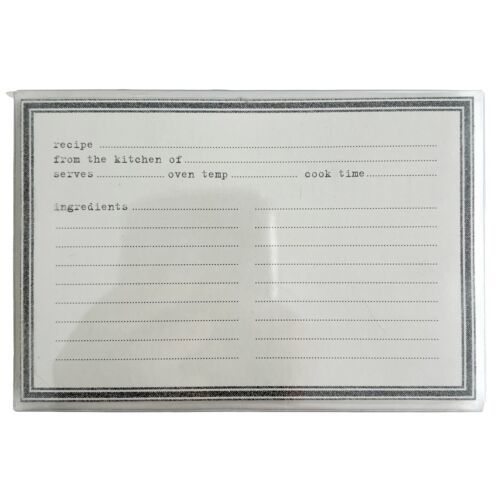 recipe
from the kitchen of
serves oven temp cook time
ingredients